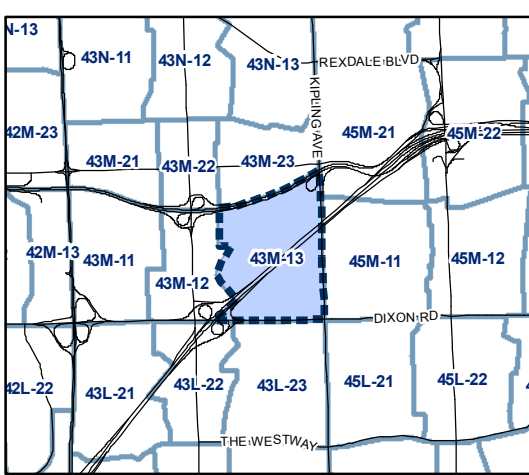 N-13
43N-11
43N-12
43N-13
REXDALE BLVD
KIPLING AVE
42M-23
43M-21
43M-22
43M-23
45M-21
45M-22
42M-13
43M-11
43M-12
43M-13
45M-11
45M-12
DIXON RD
42L-22
43L-21
43L-22
43L-23
45L-21
45L-22
THE WESTWAY